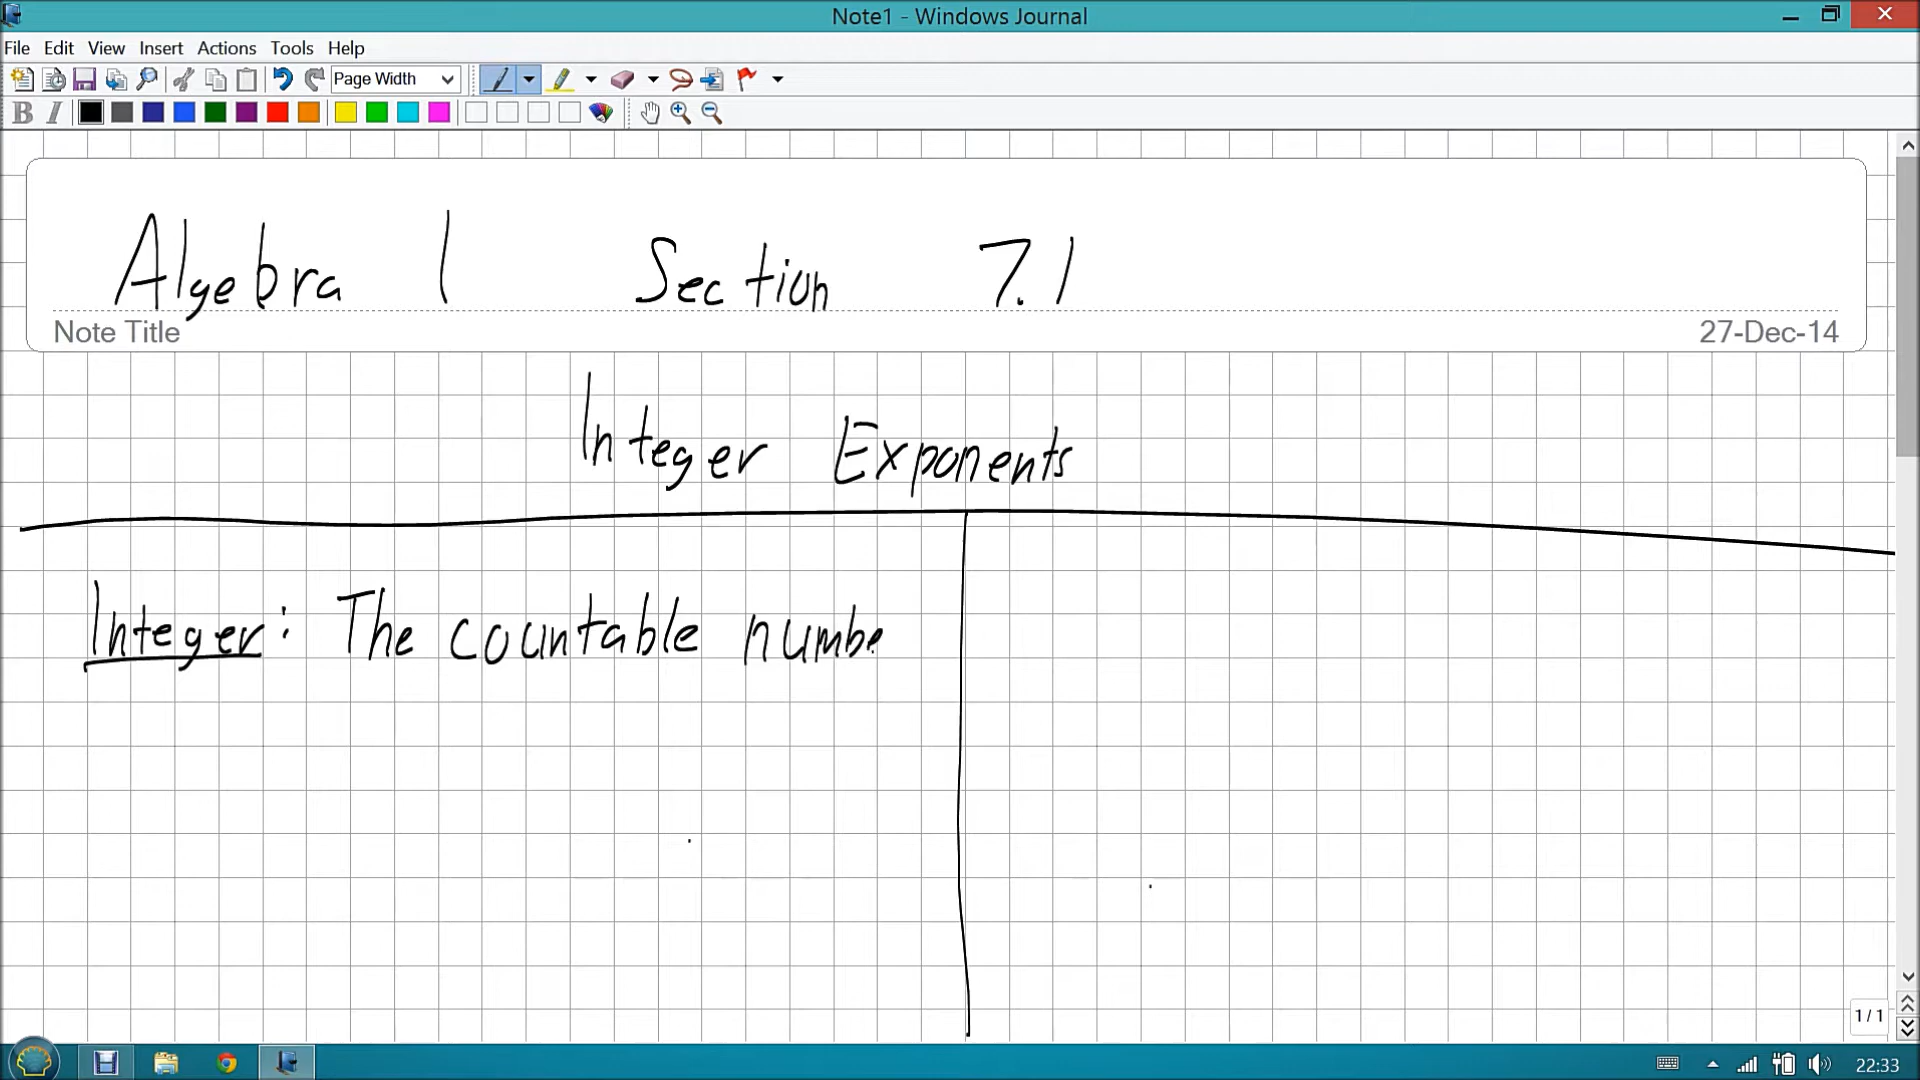 Note1 - Windows Journal
File Edit View Insert Actions Tools Help
Page Width
B I
Algebra 1 Section 7.1
Note Title 27-Dec-14
Integer Exponents
Integer: The countable numbe
1 / 1
22:33